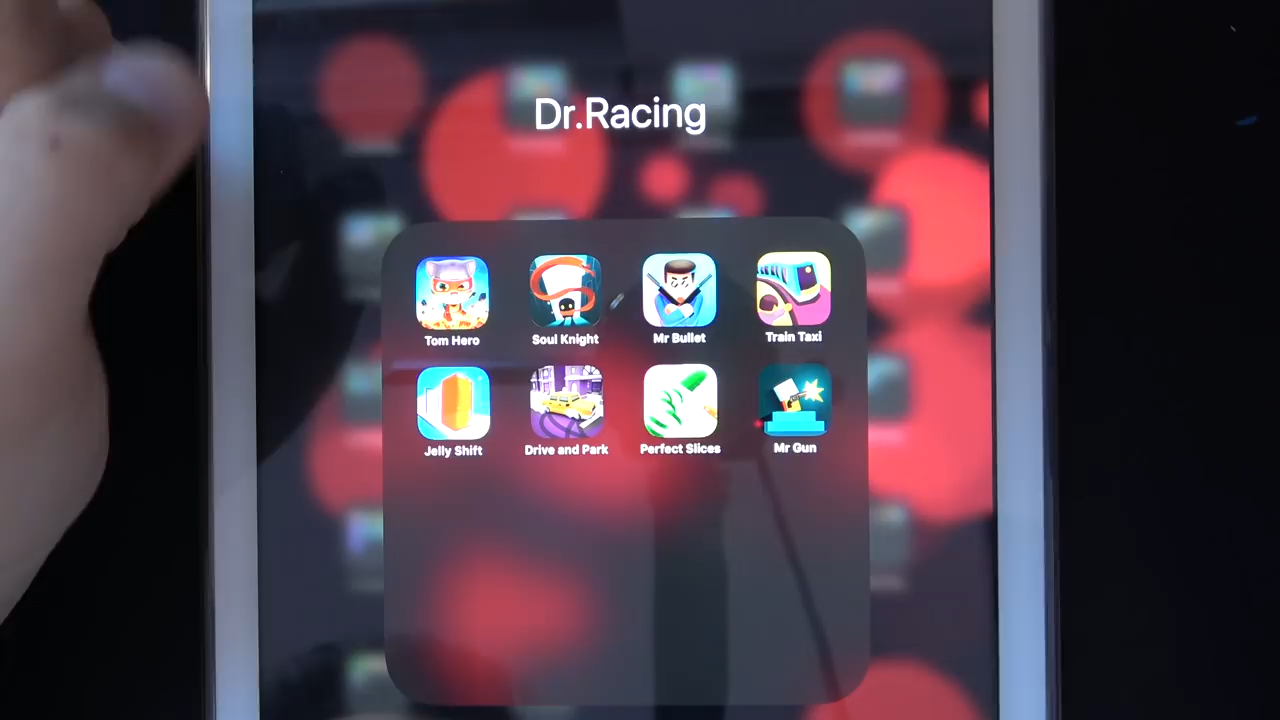 Dr.Racing
Tom Hero
Soul Knight
Mr Bullet
Train Taxi
Jelly Shift
Drive and Park
Perfect Slices
Mr Gun